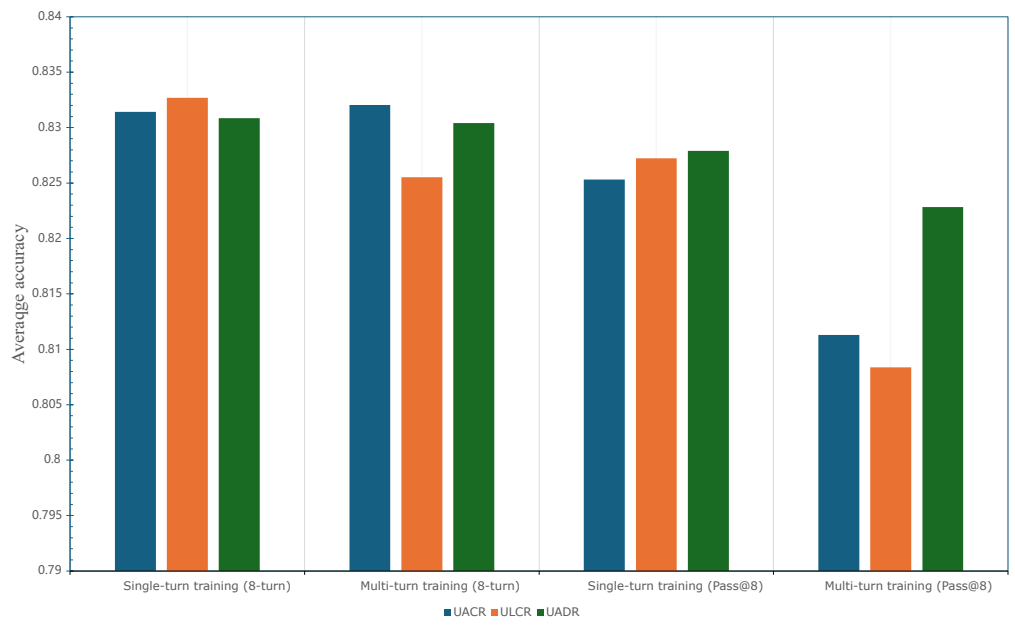 0.84
0.835
0.83
0.825
0.82
0.815
0.81
0.805
0.8
0.795
0.79
Averaqge accuracy
Single-turn training (8-turn)
Multi-turn training (8-turn)
Single-turn training (Pass@8)
Multi-turn training (Pass@8)
UACR ULCR UADR